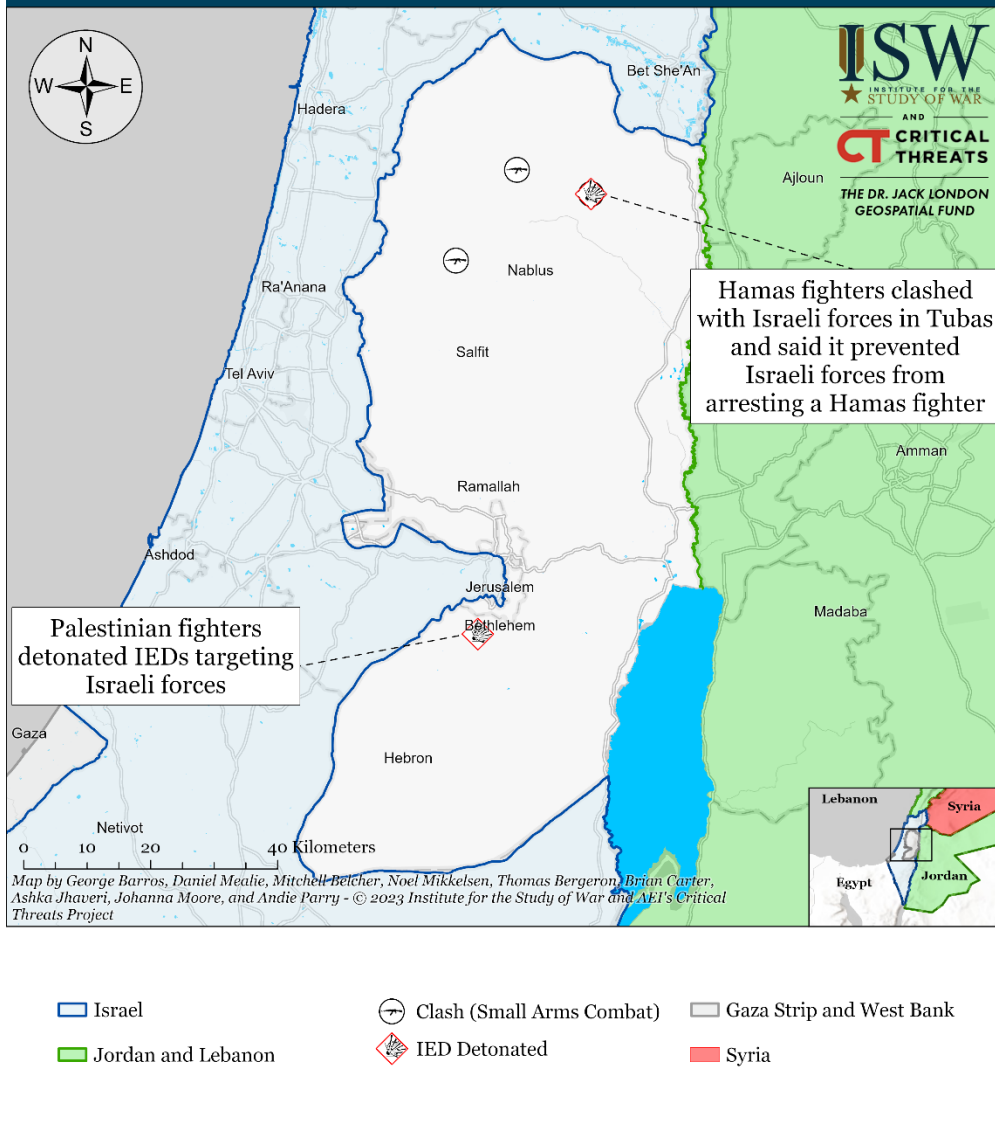 N
W
E
S
ISW
INSTITUTE FOR THE
STUDY OF WAR
AND
CT CRITICAL
THREATS
THE DR. JACK LONDON
GEOSPATIAL FUND
Bet She'An
Hadera
Ajloun
Nablus
Ra'Anana
Hamas fighters clashed
with Israeli forces in Tubas
and said it prevented
Israeli forces from
arresting a Hamas fighter
Salfit
Tel Aviv
Amman
Ramallah
Ashdod
Jerusalem
Madaba
Palestinian fighters
detonated IEDs targeting
Israeli forces
Bethlehem
Gaza
Hebron
Netivot
0 10 20 40 Kilometers
Lebanon
Syria
Egypt
Jordan
Map by George Barros, Daniel Mealie, Mitchell Belcher, Noel Mikkelsen, Thomas Bergeron, Brian Carter,
Ashka Jhaveri, Johanna Moore, and Andie Parry - © 2023 Institute for the Study of War and AEI's Critical
Threats Project
Israel
Clash (Small Arms Combat)
Gaza Strip and West Bank
Jordan and Lebanon
IED Detonated
Syria